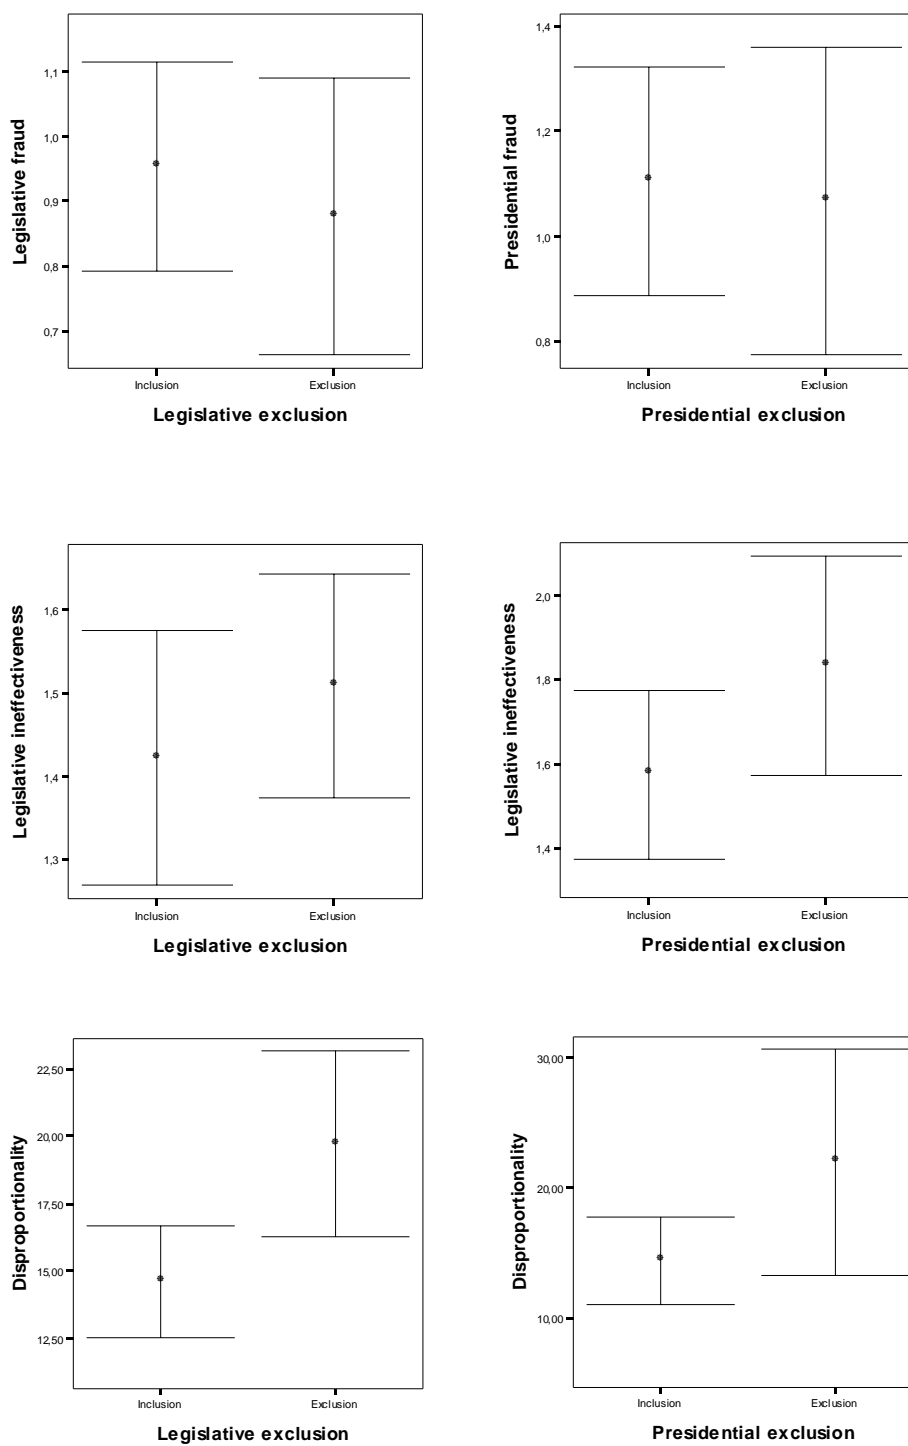 Legislative fraud
1,1
1,0
0,9
0,8
0,7
Inclusion
Exclusion
Legislative exclusion
Presidential fraud
1,4
1,2
1,0
0,8
Inclusion
Exclusion
Presidential exclusion
Legislative ineffectiveness
1,6
1,5
1,4
1,3
Inclusion
Exclusion
Legislative exclusion
Legislative ineffectiveness
2,0
1,8
1,6
1,4
Inclusion
Exclusion
Presidential exclusion
Disproportionality
22,50
20,00
17,50
15,00
12,50
Inclusion
Exclusion
Legislative exclusion
Disproportionality
30,00
20,00
10,00
Inclusion
Exclusion
Presidential exclusion